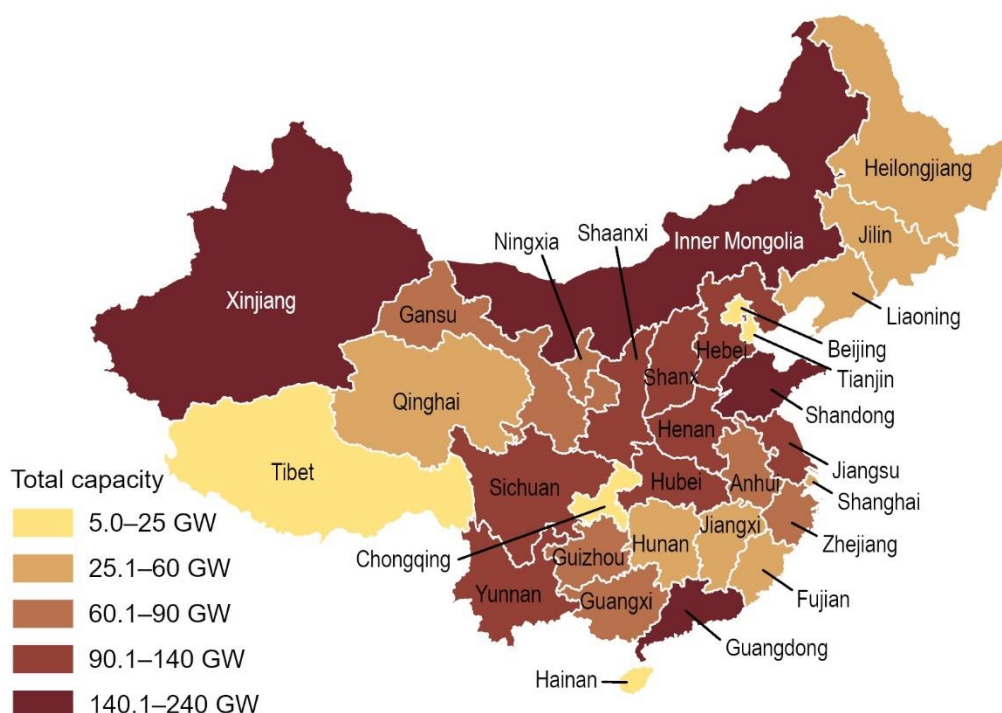 Heilongjiang
Jilin
Liaoning
Inner Mongolia
Shaanxi
Ningxia
Xinjiang
Gansu
Beijing
Hebei
Tianjin
Shanx
Shandong
Qinghai
Henan
Tibet
Jiangsu
Sichuan
Hubei
Anhui
Shanghai
Jiangxi
Zhejiang
Chongqing
Guizhou
Hunan
Yunnan
Guangxi
Fujian
Guangdong
Hainan
Total capacity
5.0–25 GW
25.1–60 GW
60.1–90 GW
90.1–140 GW
140.1–240 GW